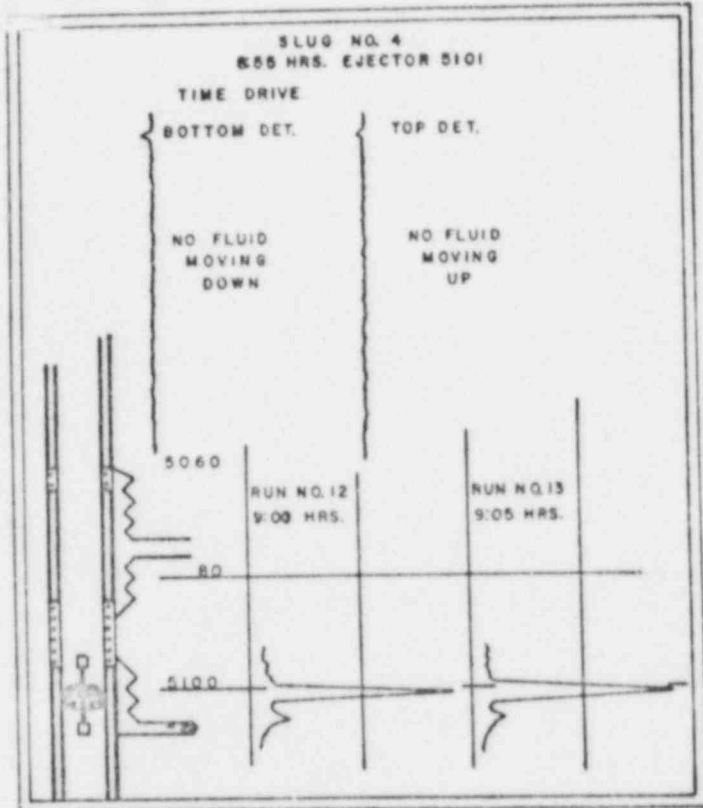 SLUG NO. 4
8:55 HRS. EJECTOR 5101
TIME DRIVE
BOTTOM DET.
TOP DET.
NO FLUID
MOVING
DOWN
NO FLUID
MOVING
UP
5060
RUN NO. 12
9:00 HRS.
RUN NO. 13
9:05 HRS.
80
5100